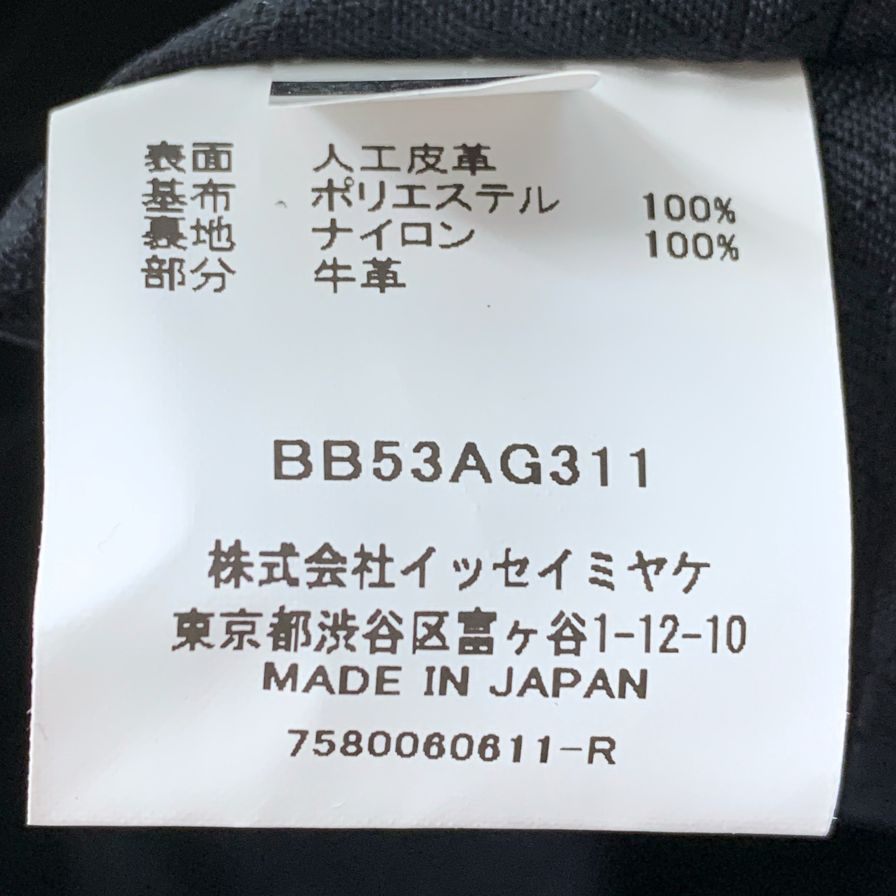 表面 人工皮革
基布 ポリエステル 100%
裏地 ナイロン 100%
部分 牛革
BB53AG311
株式会社イッセイミヤケ
東京都渋谷区富ヶ谷1-12-10
MADE IN JAPAN
7580060611-R